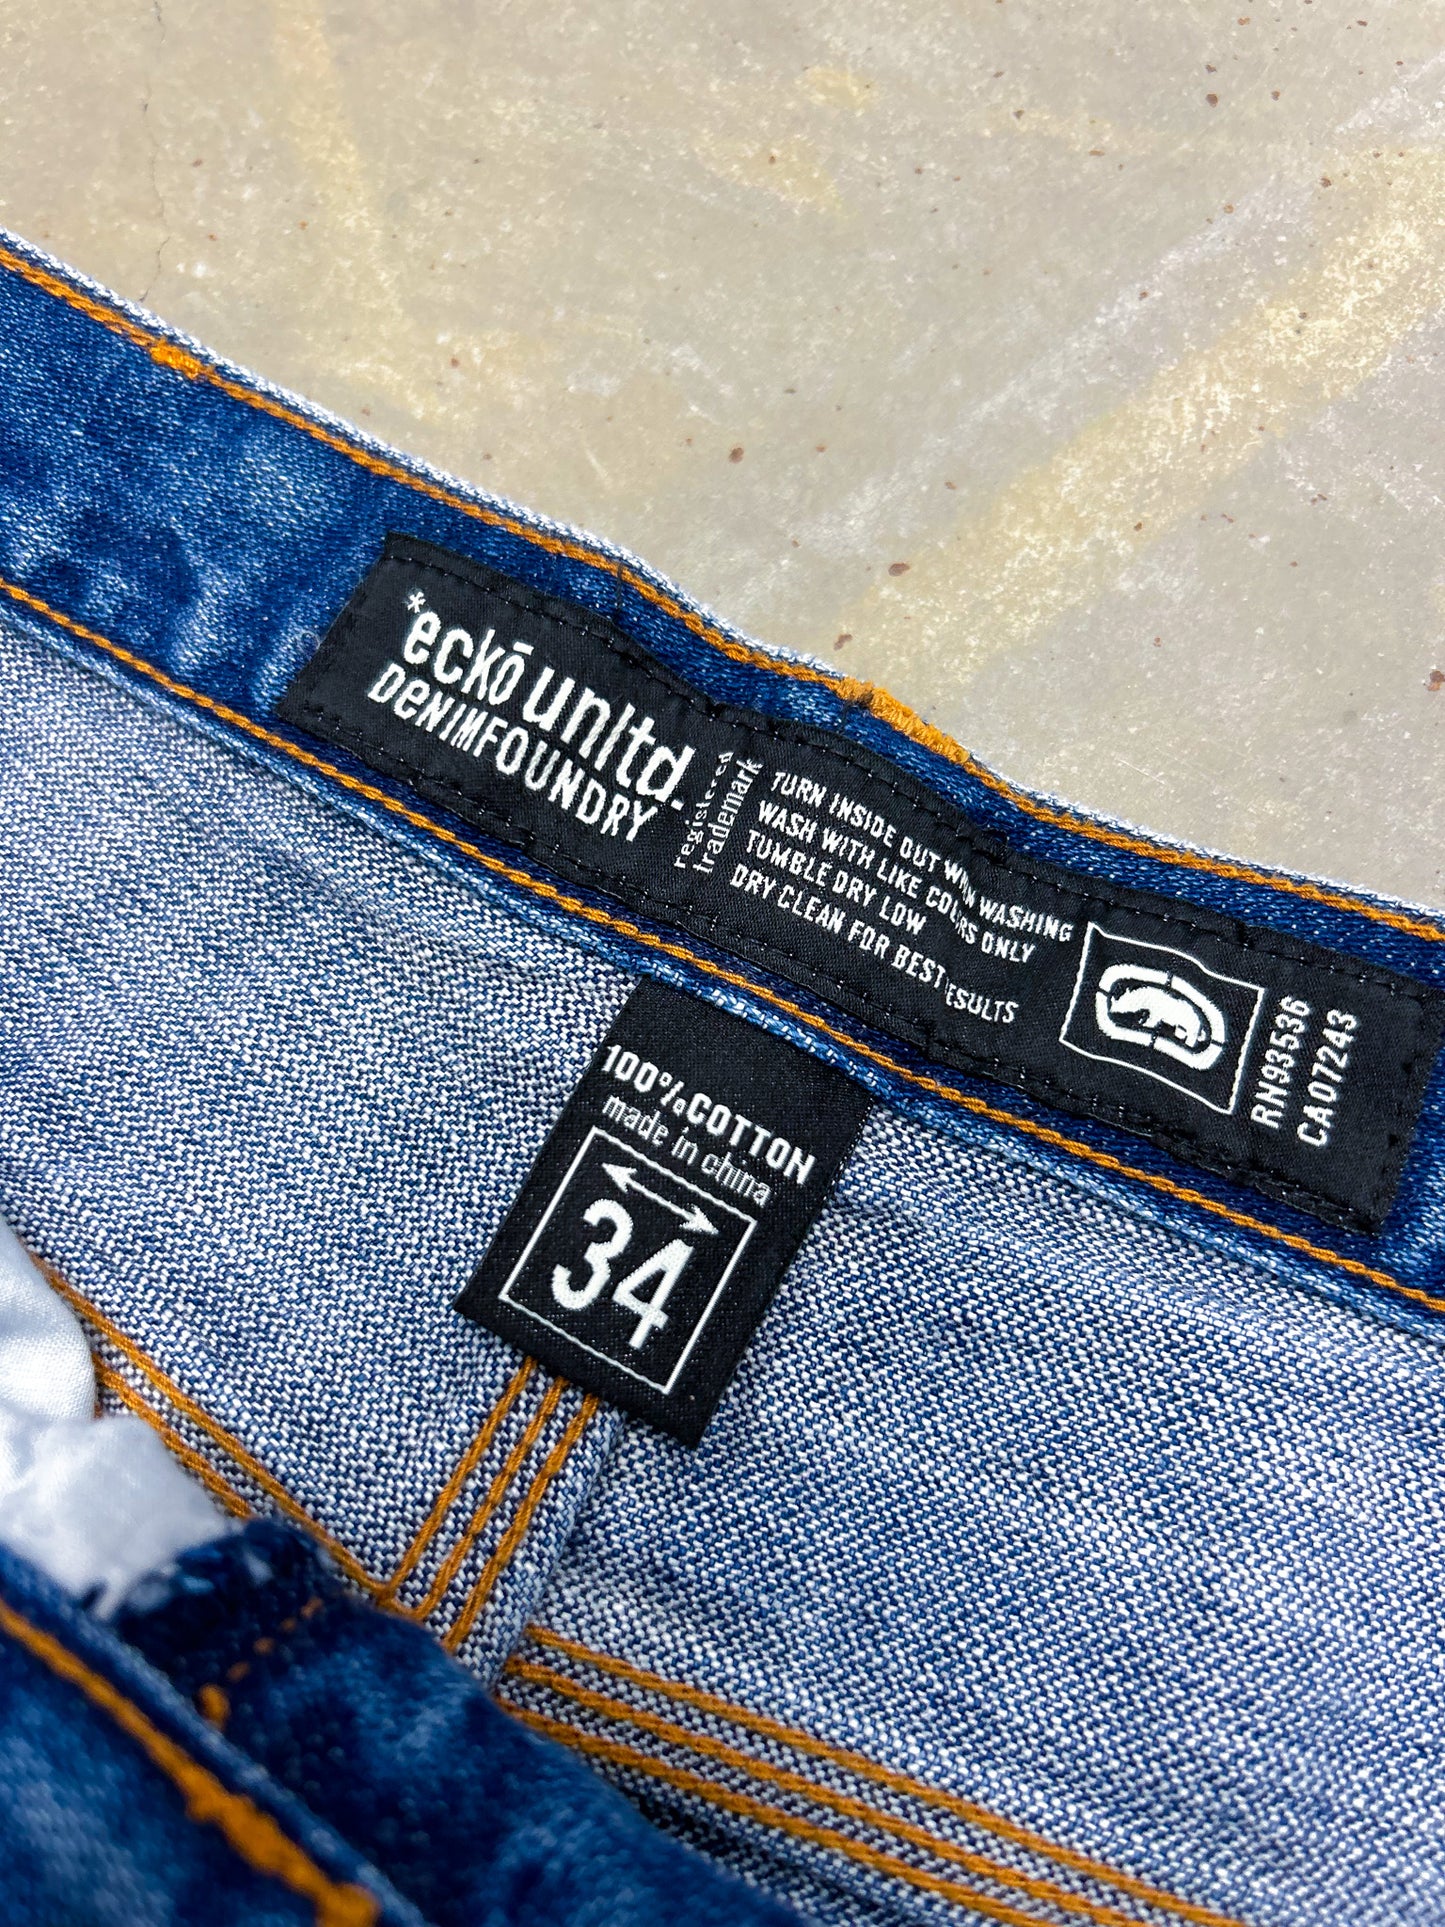 *eckō unltd.
DENIMFOUNDRY
registered
trademark
TURN INSIDE OUT WHEN WASHING
WASH WITH LIKE COLORS ONLY
TUMBLE DRY LOW
DRY CLEAN FOR BEST RESULTS
RN93536
CA07243
100% COTTON
made in china
34